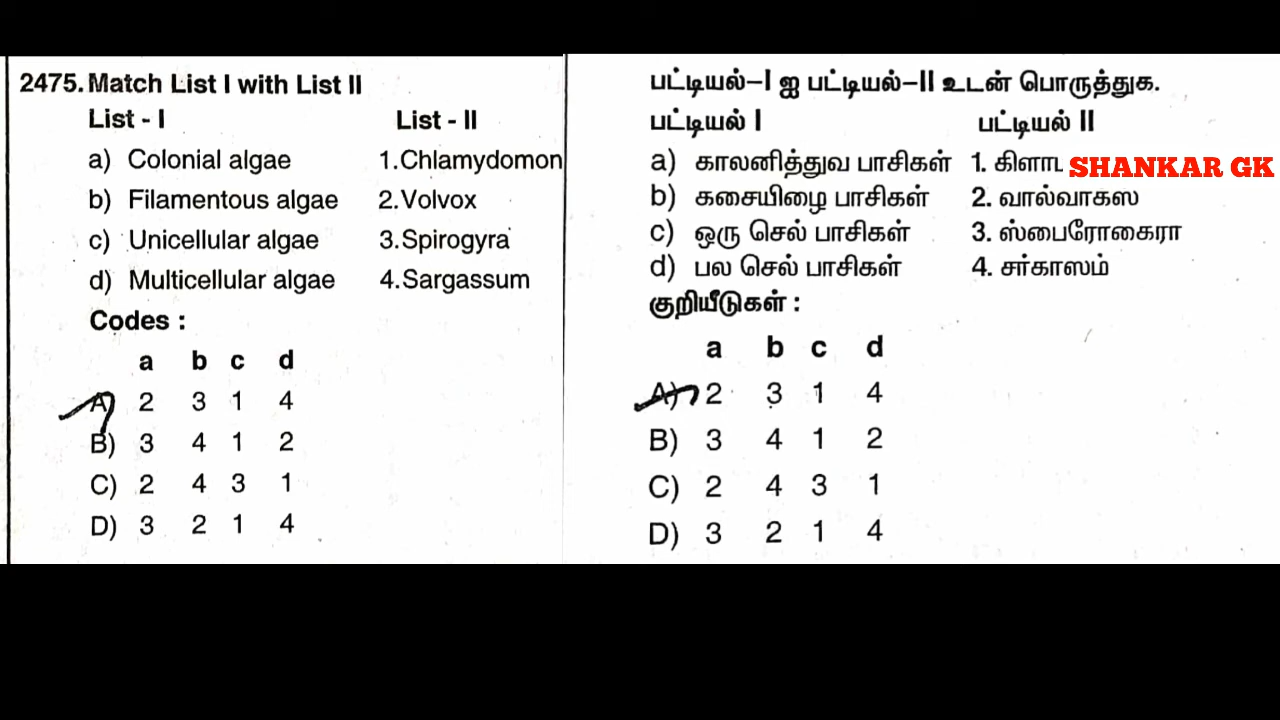 2475. Match List I with List II
List - I List - II
a) Colonial algae 1.Chlamydomon
b) Filamentous algae 2.Volvox
c) Unicellular algae 3.Spirogyra
d) Multicellular algae 4.Sargassum
Codes :
a b c d
A) 2 3 1 4
B) 3 4 1 2
C) 2 4 3 1
D) 3 2 1 4
பட்டியல்–I ஐ பட்டியல்–II உடன் பொருத்துக.
பட்டியல் I பட்டியல் II
a) காலனித்துவ பாசிகள் 1. SHANKAR GK
b) கசையிழை பாசிகள் 2. வால்வாகஸ
c) ஒரு செல் பாசிகள் 3. ஸ்பைரோகைரா
d) பல செல் பாசிகள் 4. சர்காஸம்
குறியீடுகள் :
a b c d
A) 2 3 1 4
B) 3 4 1 2
C) 2 4 3 1
D) 3 2 1 4